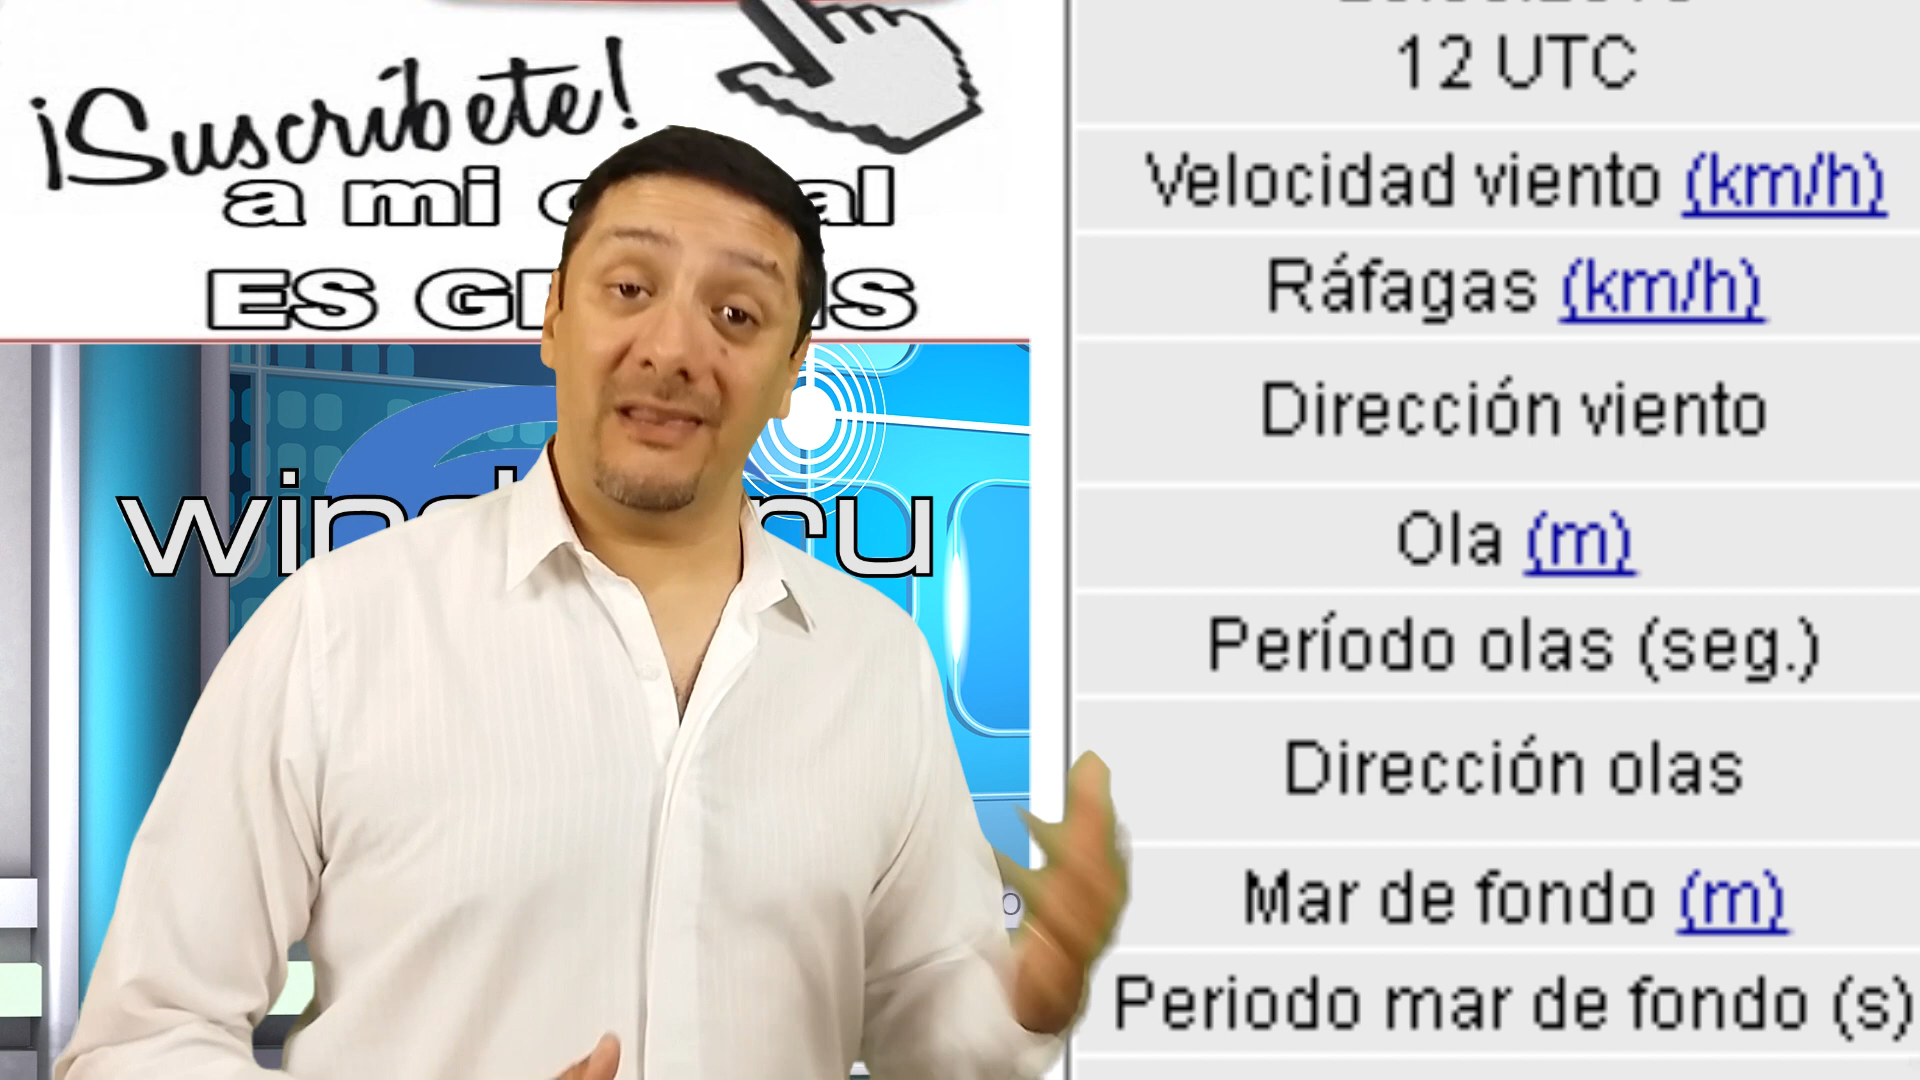 ¡Suscríbete!
a mi
ES
12 UTC
Velocidad viento (km/h)
Ráfagas (km/h)
Dirección viento
Ola (m)
Período olas (seg.)
Dirección olas
Mar de fondo (m)
Periodo mar de fondo (s)